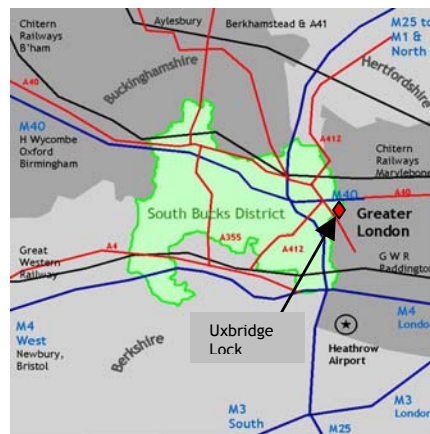 Chitern
Railways
B'ham
Aylesbury
Berkhamstead & A41
M25 to
M1 &
North
Buckinghamshire
Hertfordshire
A40
M40
H Wycombe
Oxford
Birmingham
A412
Chitern
Railways
Marylebone
M40
A40
South Bucks District
Greater
London
Great
Western
Railway
A4
A355
A412
G W R
Paddington
M4
West
Newbury,
Bristol
Uxbridge
Lock
M4
London
Berkshire
Heathrow
Airport
M3
South
M3
London
M25